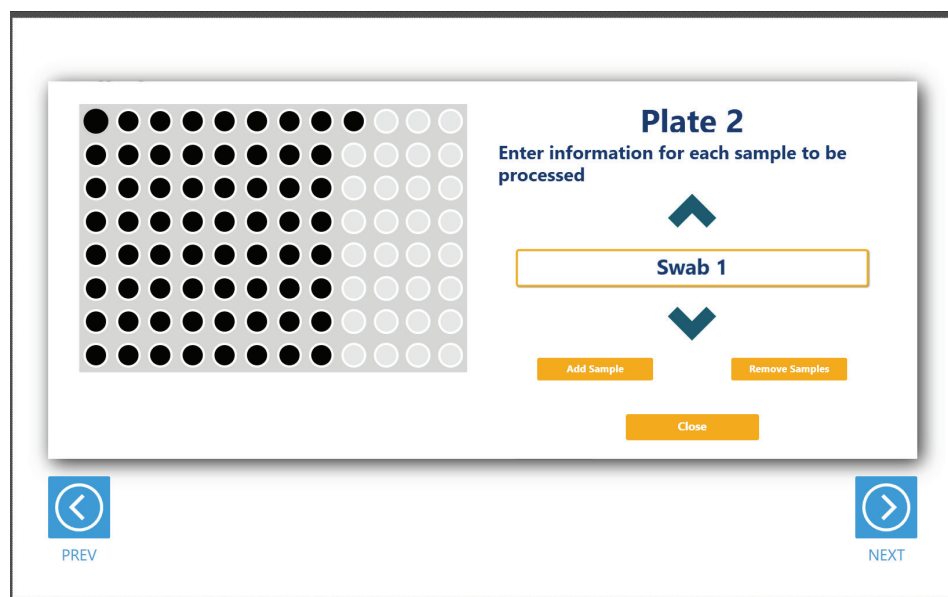 Plate 2
Enter information for each sample to be
processed
Swab 1
Add Sample
Remove Samples
Close
PREV
NEXT